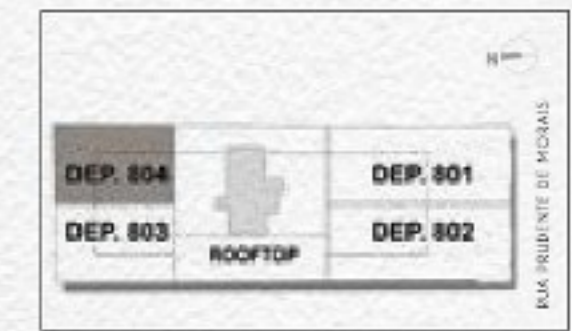 N
DEP. 804
DEP. 801
DEP. 803
DEP. 802
ROOFTOP
RUA PRUDENTE DE MORAIS